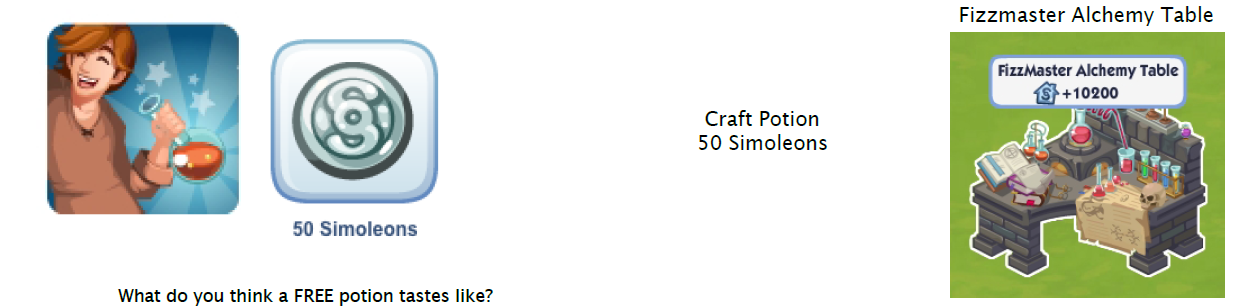 Fizzmaster Alchemy Table
FizzMaster Alchemy Table
+10200
Craft Potion
50 Simoleons
50 Simoleons
What do you think a FREE potion tastes like?